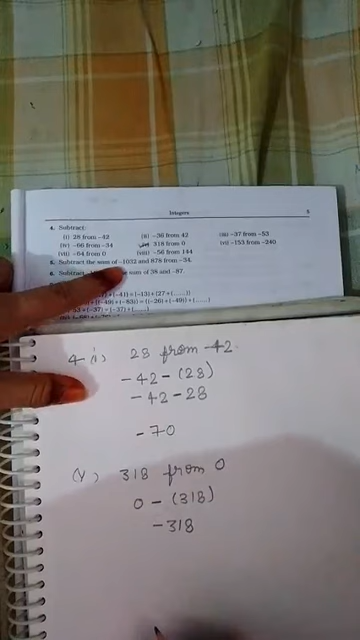 Integers 5
4. Subtract:
(i) 28 from −42 (ii) −36 from 42 (iii) −37 from −53
(iv) −66 from −34 (v) 318 from 0 (vi) −153 from −240
(vii) −64 from 0 (viii) −56 from 144
5. Subtract the sum of −1032 and 878 from −34.
6. Subtract sum of 38 and −87.
4 (i) 28 from -42.
-42 - (28)
-42 - 28
-70
(V) 318 from 0
0 - (318)
-318